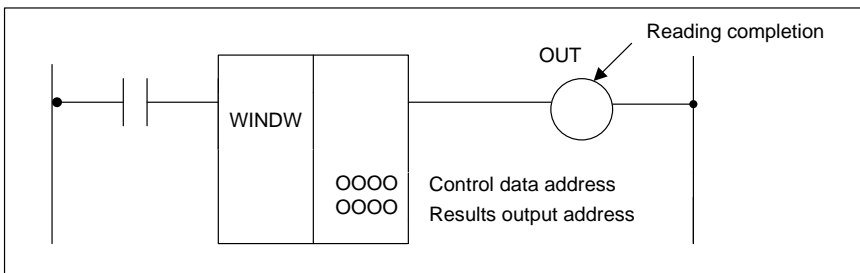 Reading completion
OUT
WINDW
OOOO Control data address
OOOO Results output address